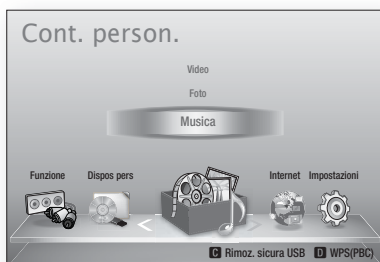 Cont. person.
Video
Foto
Musica
Funzione Dispos pers Internet Impostazioni
C Rimoz. sicura USB D WPS(PBC)